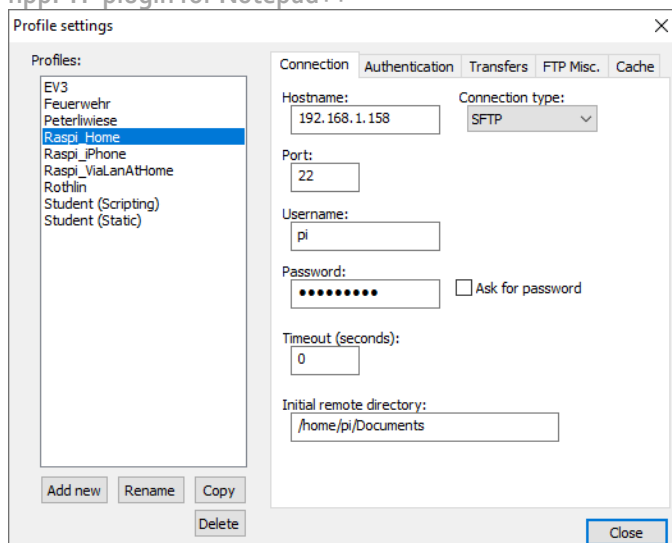 Profile settings
Profiles:
EV3
Feuerwehr
Peterliwiese
Raspi_Home
Raspi_iPhone
Raspi_ViaLanAtHome
Rothlin
Student (Scripting)
Student (Static)
Add new Rename Copy
Delete
Connection Authentication Transfers FTP Misc. Cache
Hostname: Connection type:
192.168.1.158 SFTP
Port:
22
Username:
pi
Password:
●●●●●●●●● Ask for password
Timeout (seconds):
0
Initial remote directory:
/home/pi/Documents
Close